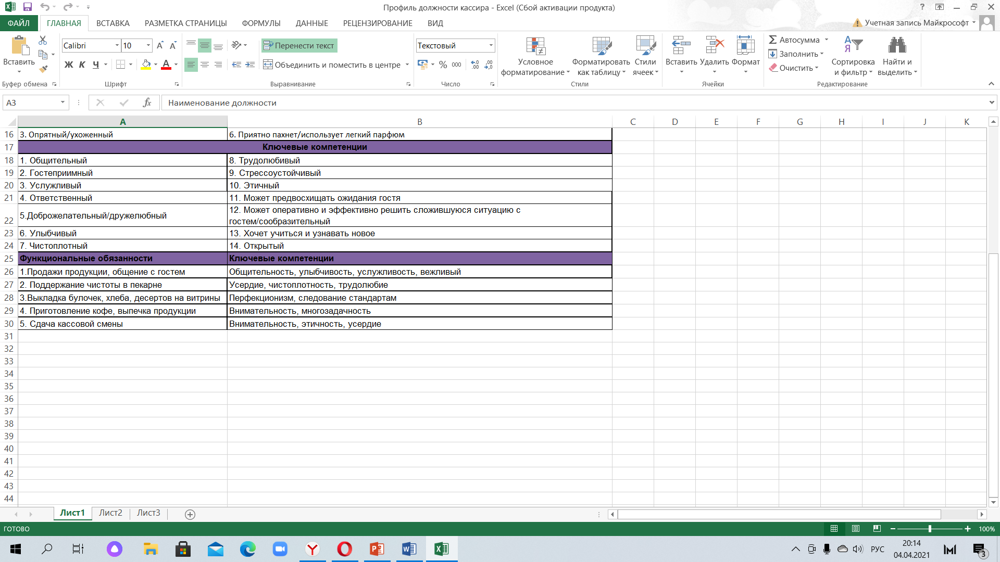 Профиль должности кассира - Excel (Сбой активации продукта)
ФАЙЛ ГЛАВНАЯ ВСТАВКА РАЗМЕТКА СТРАНИЦЫ ФОРМУЛЫ ДАННЫЕ РЕЦЕНЗИРОВАНИЕ ВИД Учетная запись Майкрософт
Вставить
Буфер обмена
Calibri 10
Ж К Ч
Шрифт
Перенести текст
Объединить и поместить в центре
Выравнивание
Текстовый
% 000
Число
Условное форматирование
Форматировать как таблицу
Стили ячеек
Стили
Вставить Удалить Формат
Ячейки
Автосумма
Заполнить
Очистить
Сортировка и фильтр
Найти и выделить
Редактирование
A3 fx Наименование должности
A B C D E F G H I J K
16 3. Опрятный/ухоженный 6. Приятно пахнет/использует легкий парфюм
17 Ключевые компетенции
18 1. Общительный 8. Трудолюбивый
19 2. Гостеприимный 9. Стрессоустойчивый
20 3. Услужливый 10. Этичный
21 4. Ответственный 11. Может предвосхищать ожидания гостя
22 5.Доброжелательный/дружелюбный 12. Может оперативно и эффективно решить сложившуюся ситуацию с
гостем/сообразительный
23 6. Улыбчивый 13. Хочет учиться и узнавать новое
24 7. Чистоплотный 14. Открытый
25 Функциональные обязанности Ключевые компетенции
26 1.Продажи продукции, общение с гостем Общительность, улыбчивость, услужливость, вежливый
27 2. Поддержание чистоты в пекарне Усердие, чистоплотность, трудолюбие
28 3.Выкладка булочек, хлеба, десертов на витрины Перфекционизм, следование стандартам
29 4. Приготовление кофе, выпечка продукции Внимательность, многозадачность
30 5. Сдача кассовой смены Внимательность, этичность, усердие
31
32
33
34
35
36
37
38
39
40
41
42
43
44
Лист1 Лист2 Лист3
ГОТОВО 100%
РУС 20:14
04.04.2021
3